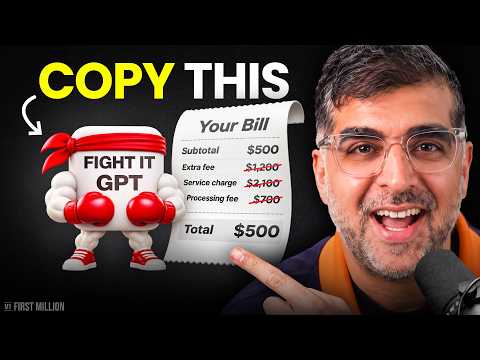 COPY THIS
FIGHT IT
GPT
Your Bill
Subtotal $500
Extra fee $1,200
Service charge $2,100
Processing fee $700
Total $500
FIRST MILLION